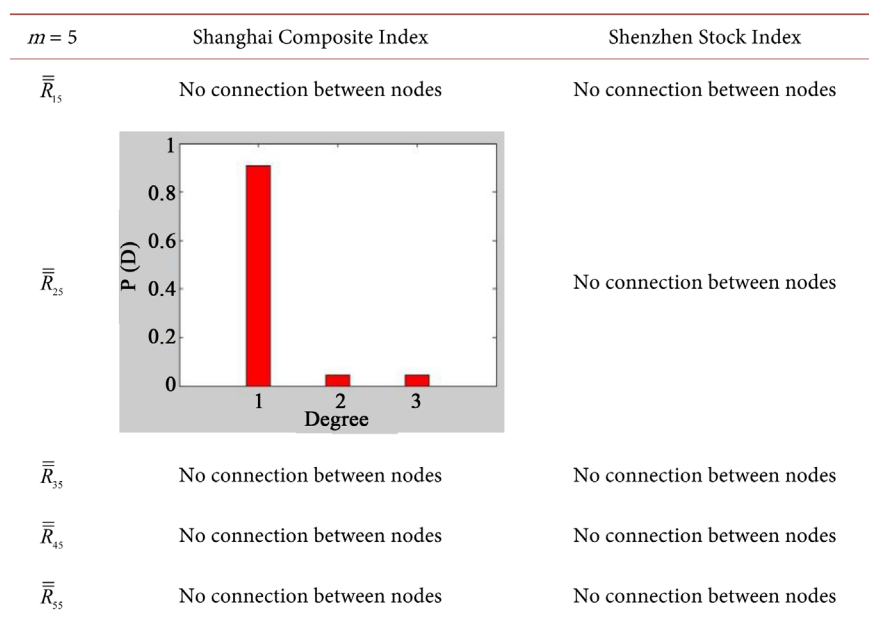 m = 5 Shanghai Composite Index Shenzhen Stock Index
R̿₁₅ No connection between nodes No connection between nodes
1
0.8
0.6
0.4
0.2
0
P (D)
1 2 3
Degree
R̿₂₅ No connection between nodes
R̿₃₅ No connection between nodes No connection between nodes
R̿₄₅ No connection between nodes No connection between nodes
R̿₅₅ No connection between nodes No connection between nodes